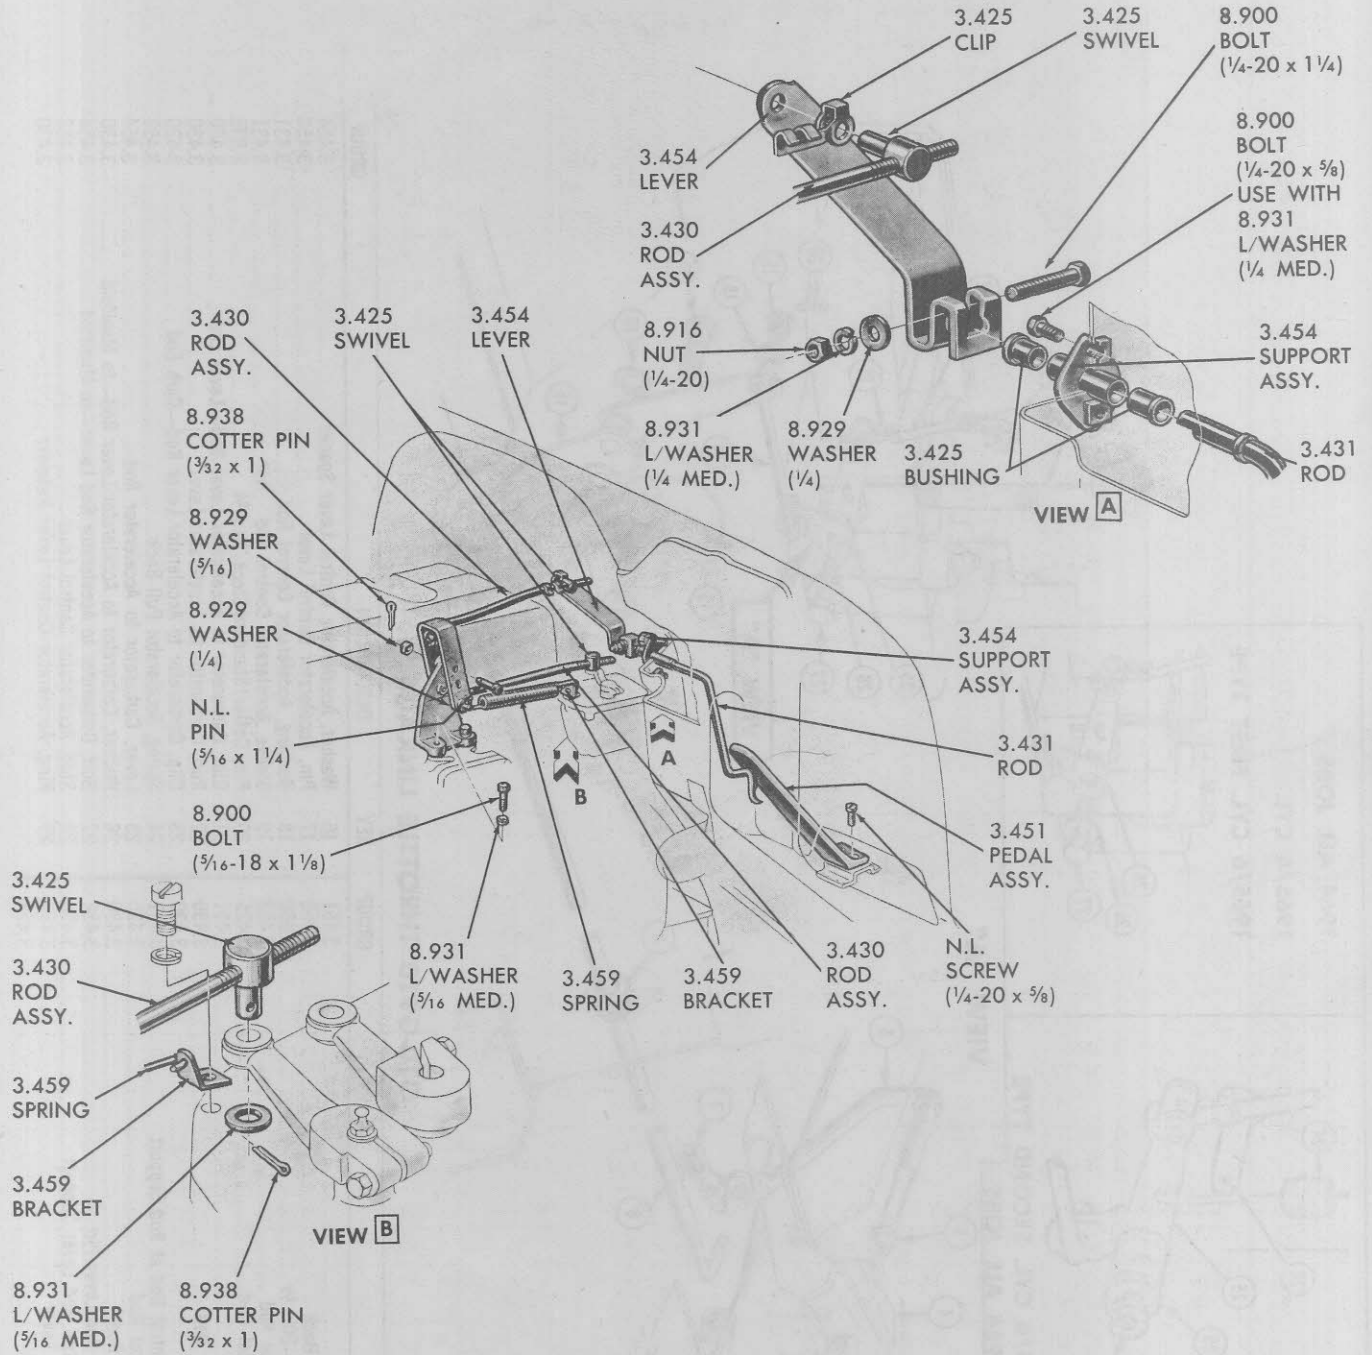 3.425
CLIP
3.425
SWIVEL
8.900
BOLT
(1/4-20 x 1 1/4)
8.900
BOLT
(1/4-20 x 5/8)
USE WITH
8.931
L/WASHER
(1/4 MED.)
3.454
LEVER
3.430
ROD
ASSY.
8.916
NUT
(1/4-20)
8.931
L/WASHER
(1/4 MED.)
8.929
WASHER
(1/4)
3.425
BUSHING
3.454
SUPPORT
ASSY.
3.431
ROD
VIEW A
3.430
ROD
ASSY.
3.425
SWIVEL
3.454
LEVER
8.938
COTTER PIN
(3/32 x 1)
8.929
WASHER
(5/16)
8.929
WASHER
(1/4)
N.L.
PIN
(5/16 x 1 1/4)
8.900
BOLT
(5/16-18 x 1 1/8)
3.454
SUPPORT
ASSY.
3.431
ROD
3.451
PEDAL
ASSY.
A
B
8.931
L/WASHER
(5/16 MED.)
3.459
SPRING
3.459
BRACKET
3.430
ROD
ASSY.
N.L.
SCREW
(1/4-20 x 5/8)
3.425
SWIVEL
3.430
ROD
ASSY.
3.459
SPRING
3.459
BRACKET
8.931
L/WASHER
(5/16 MED.)
8.938
COTTER PIN
(3/32 x 1)
VIEW B